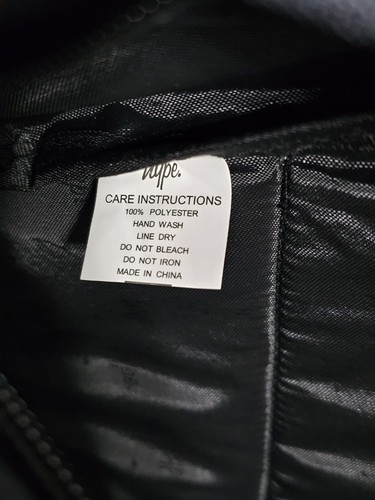 hype.
CARE INSTRUCTIONS
100% POLYESTER
HAND WASH
LINE DRY
DO NOT BLEACH
DO NOT IRON
MADE IN CHINA